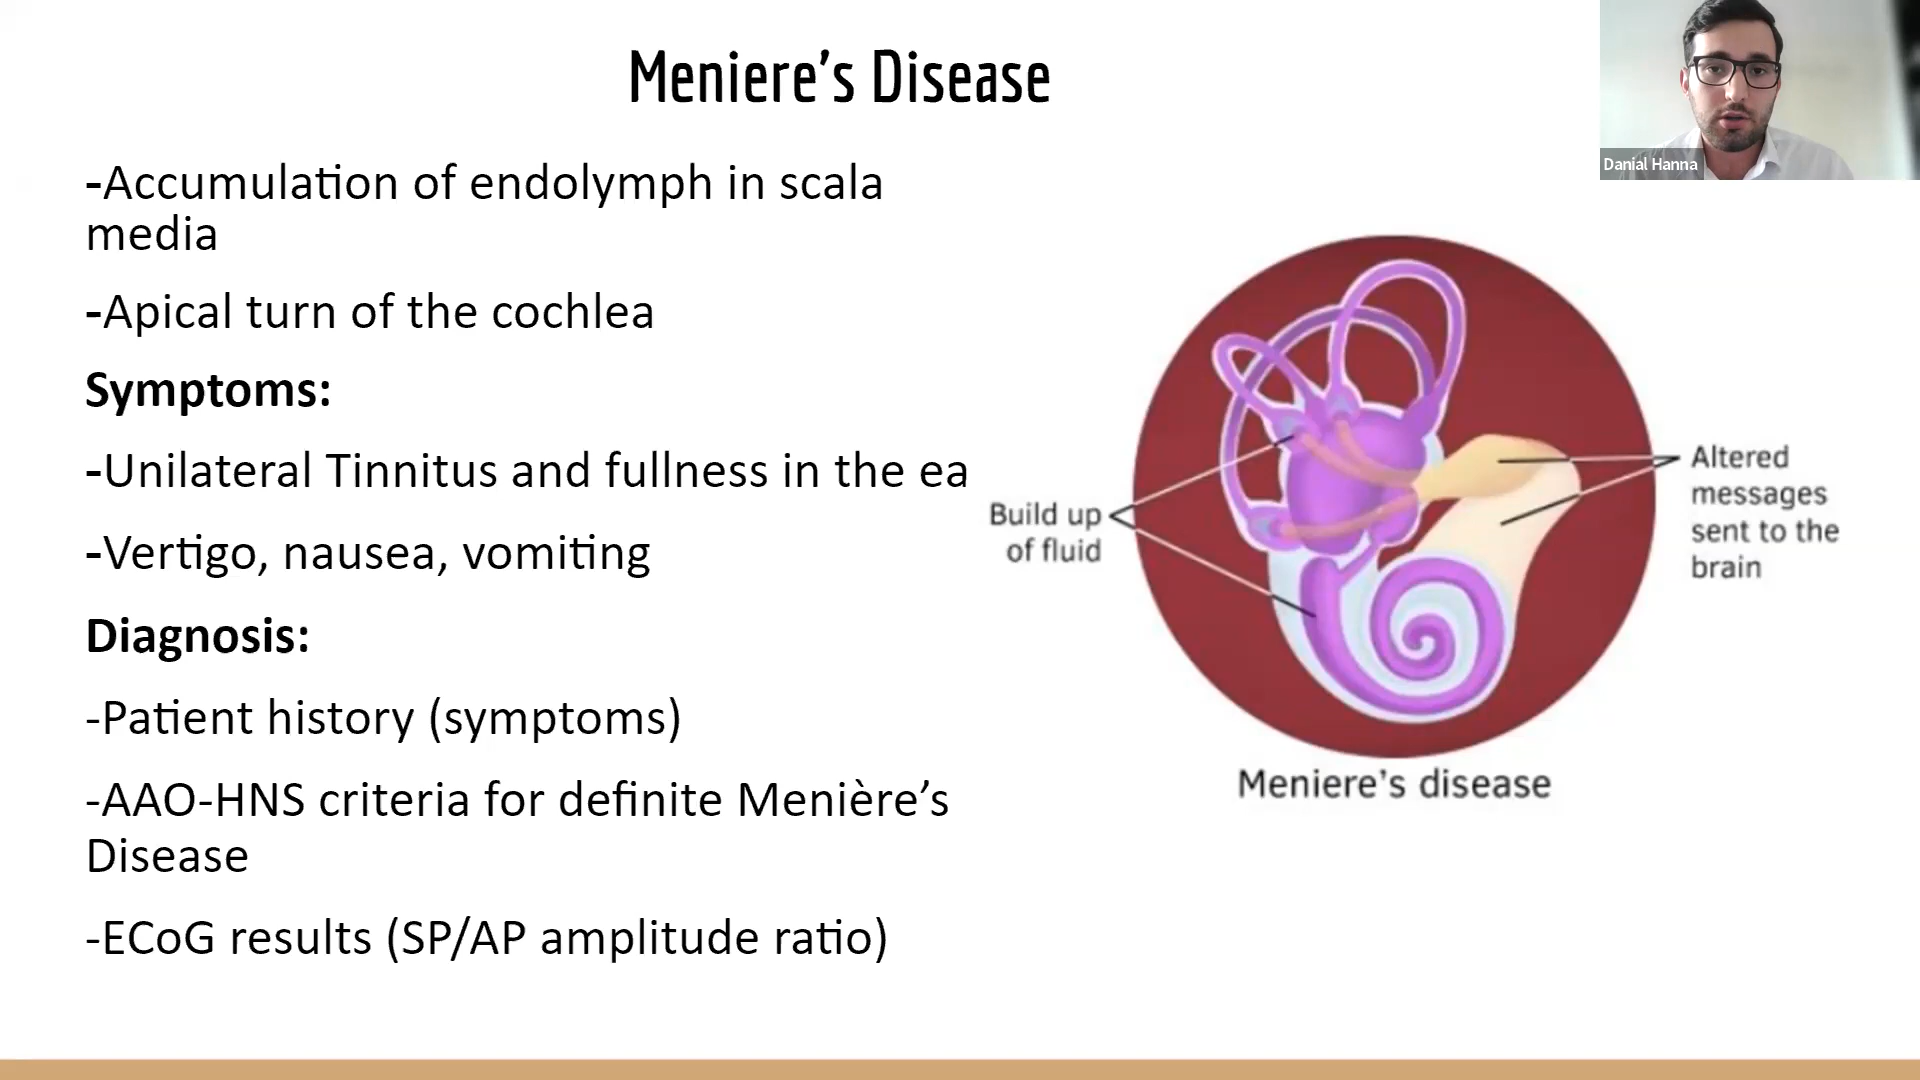 Meniere’s Disease
Danial Hanna
-Accumulation of endolymph in scala
media
-Apical turn of the cochlea
Symptoms:
-Unilateral Tinnitus and fullness in the ea
-Vertigo, nausea, vomiting
Diagnosis:
-Patient history (symptoms)
-AAO-HNS criteria for definite Menière’s
Disease
-ECoG results (SP/AP amplitude ratio)
Build up
of fluid
Altered
messages
sent to the
brain
Meniere's disease